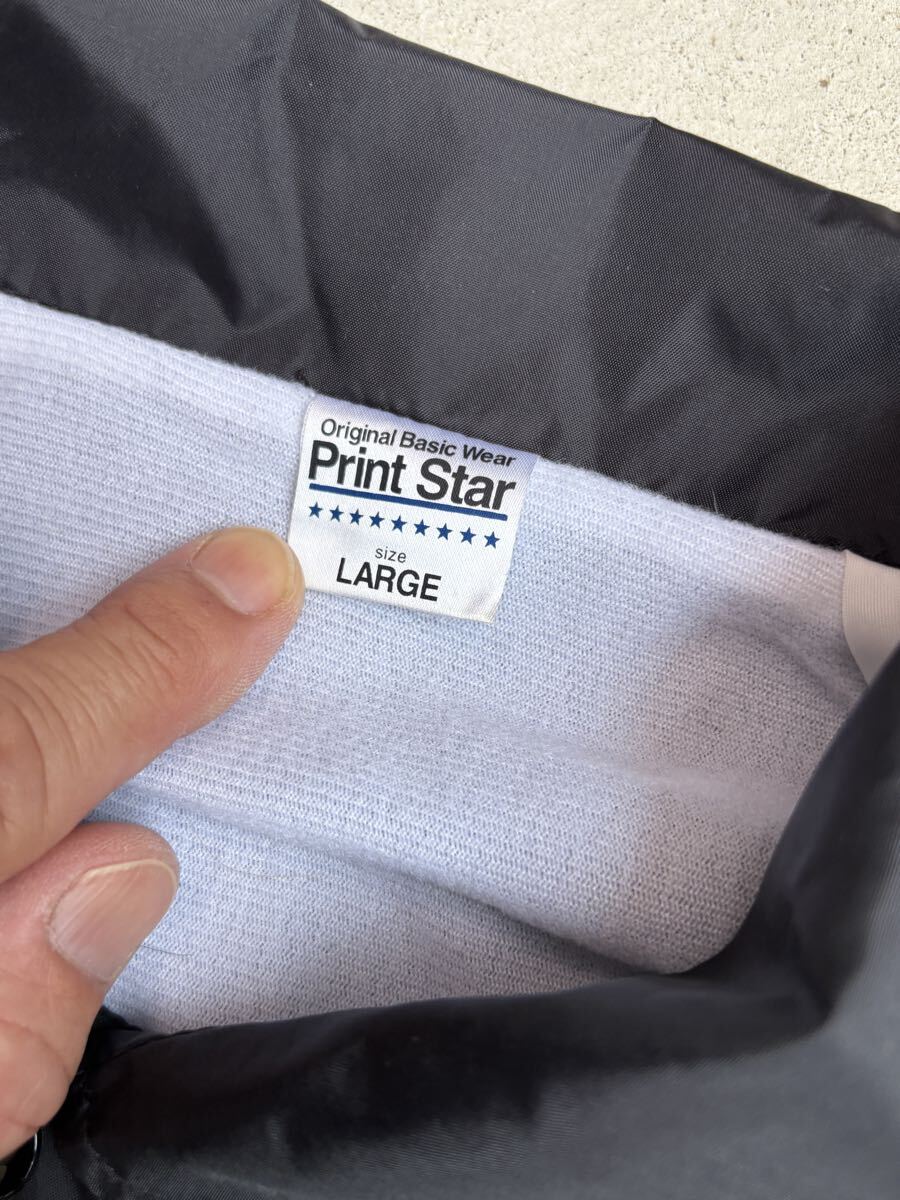 Original Basic Wear
Print Star
★★★★★★★★★
size
LARGE